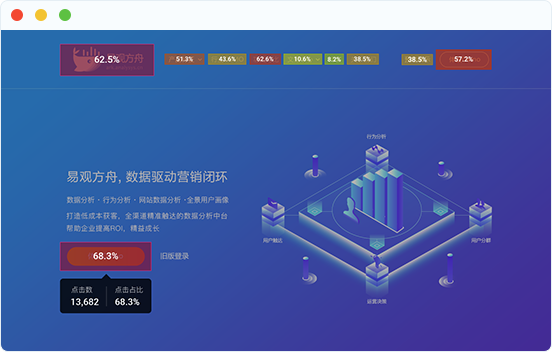 62.5%
51.3%
43.6%
62.6%
10.6%
8.2%
38.5%
38.5%
57.2%
行为分析
易观方舟, 数据驱动营销闭环
数据分析 · 行为分析 · 网站数据分析 ·全景用户画像
打造低成本获客、全渠道精准触达的数据分析中台
帮助企业提高ROI，精益成长
用户触达
用户分群
68.3%
旧版登录
点击数 点击占比
13,682 68.3%
运营决策